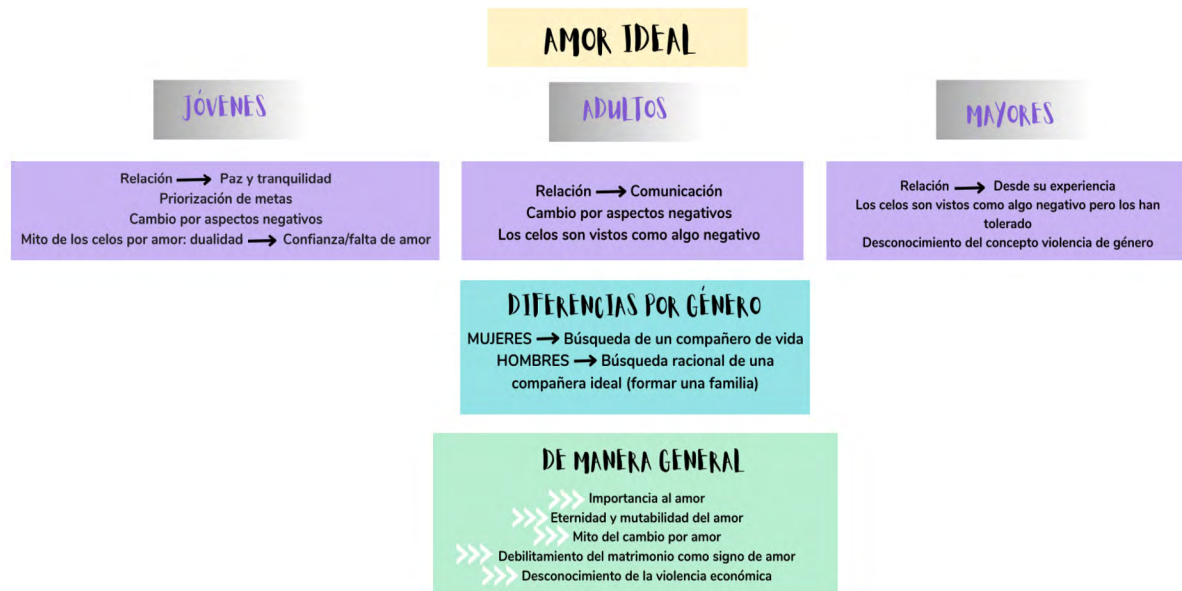 AMOR IDEAL
JÓVENES
Relación → Paz y tranquilidad
Priorización de metas
Cambio por aspectos negativos
Mito de los celos por amor: dualidad → Confianza/falta de amor
ADULTOS
Relación → Comunicación
Cambio por aspectos negativos
Los celos son vistos como algo negativo
MAYORES
Relación → Desde su experiencia
Los celos son vistos como algo negativo pero los han
tolerado
Desconocimiento del concepto violencia de género
DIFERENCIAS POR GÉNERO
MUJERES → Búsqueda de un compañero de vida
HOMBRES → Búsqueda racional de una
compañera ideal (formar una familia)
DE MANERA GENERAL
Importancia al amor
Eternidad y mutabilidad del amor
Mito del cambio por amor
Debilitamiento del matrimonio como signo de amor
Desconocimiento de la violencia económica